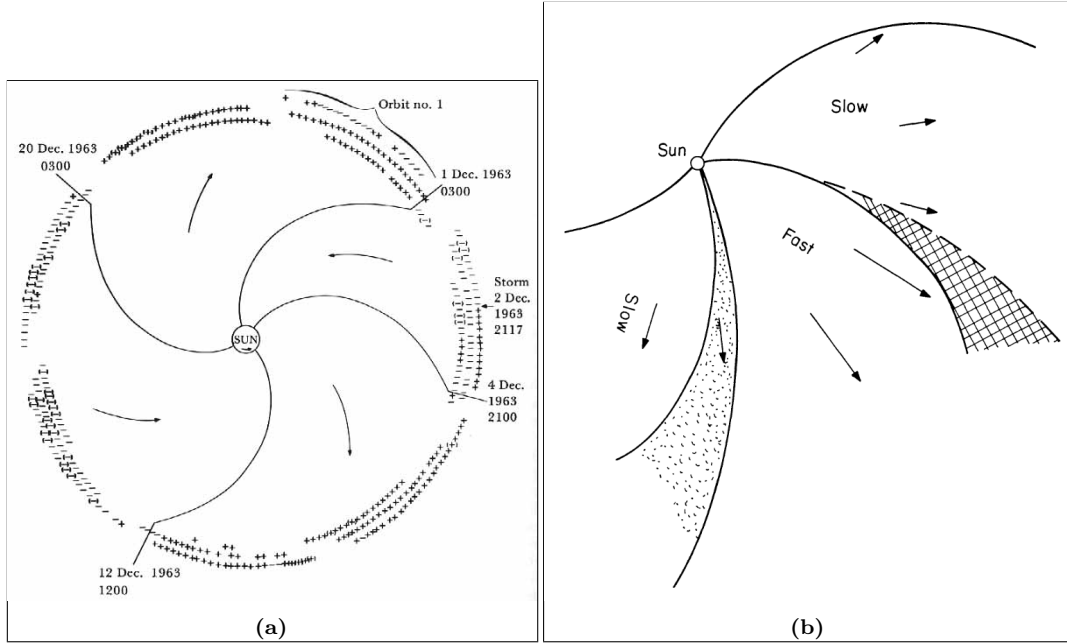 Orbit no. 1
20 Dec. 1963
0300
1 Dec. 1963
0300
Storm
2 Dec.
1963
2117
SUN
4 Dec.
1963
2100
12 Dec. 1963
1200
(a)
Sun
Slow
Fast
Slow
(b)